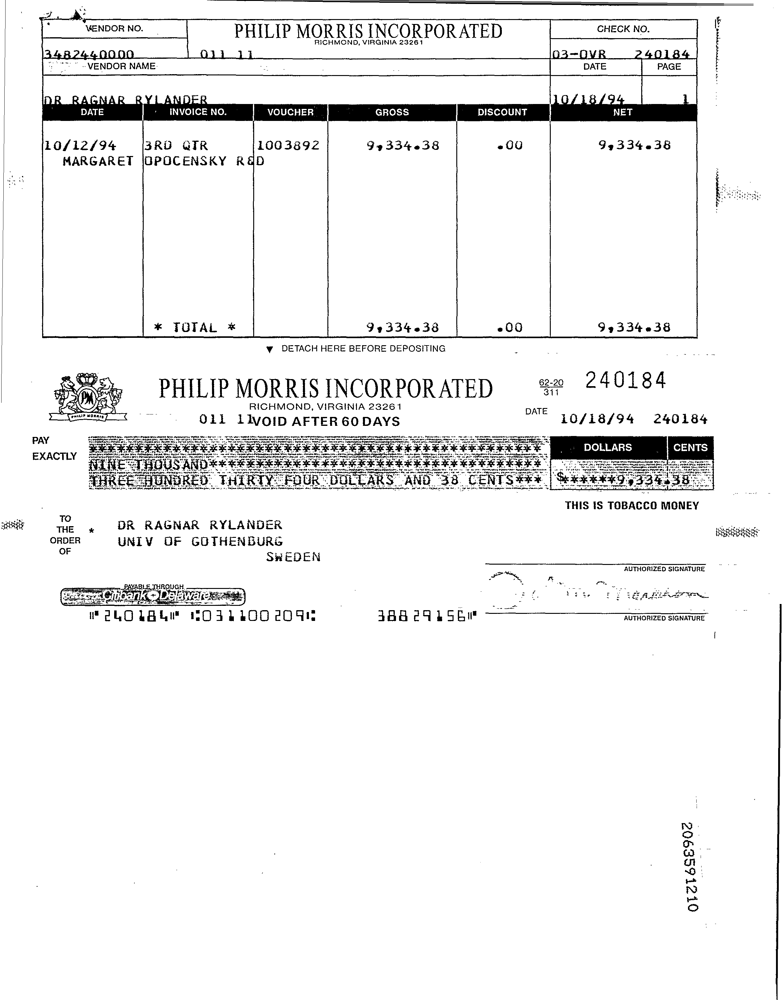 VENDOR NO.
PHILIP MORRIS INCORPORATED
RICHMOND, VIRGINIA 23261
CHECK NO.
3482440000 011 11 03-OVR 240184
VENDOR NAME DATE PAGE
DR RAGNAR RYLANDER 10/18/94 1
DATE INVOICE NO. VOUCHER GROSS DISCOUNT NET
10/12/94 3RD QTR 1003892 9,334.38 .00 9,334.38
MARGARET OPOCENSKY R&D
* TOTAL * 9,334.38 .00 9,334.38
▼ DETACH HERE BEFORE DEPOSITING
PM
PHILIP MORRIS
PHILIP MORRIS INCORPORATED
RICHMOND, VIRGINIA 23261
011 11 VOID AFTER 60 DAYS
62-20
311
240184
DATE 10/18/94 240184
PAY
EXACTLY
NINE THOUSAND
THREE HUNDRED THIRTY FOUR DOLLARS AND 38 CENTS***
DOLLARS CENTS
$******9,334.38
THIS IS TOBACCO MONEY
TO
THE
ORDER
OF
* DR RAGNAR RYLANDER
UNIV OF GOTHENBURG
SWEDEN
AUTHORIZED SIGNATURE
PAYABLE THROUGH
Citibank Delaware
AUTHORIZED SIGNATURE
⑈240184⑈ ⑆031100209⑆ 38829156⑈
2063591210